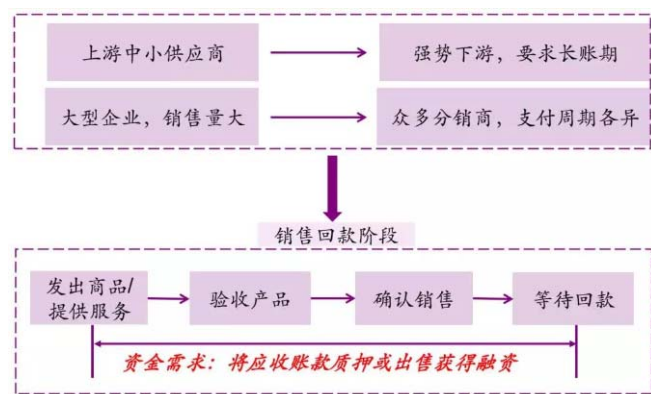 上游中小供应商
强势下游，要求长账期
大型企业，销售量大
众多分销商，支付周期各异
销售回款阶段
发出商品/
提供服务
验收产品
确认销售
等待回款
资金需求：将应收账款质押或出售获得融资